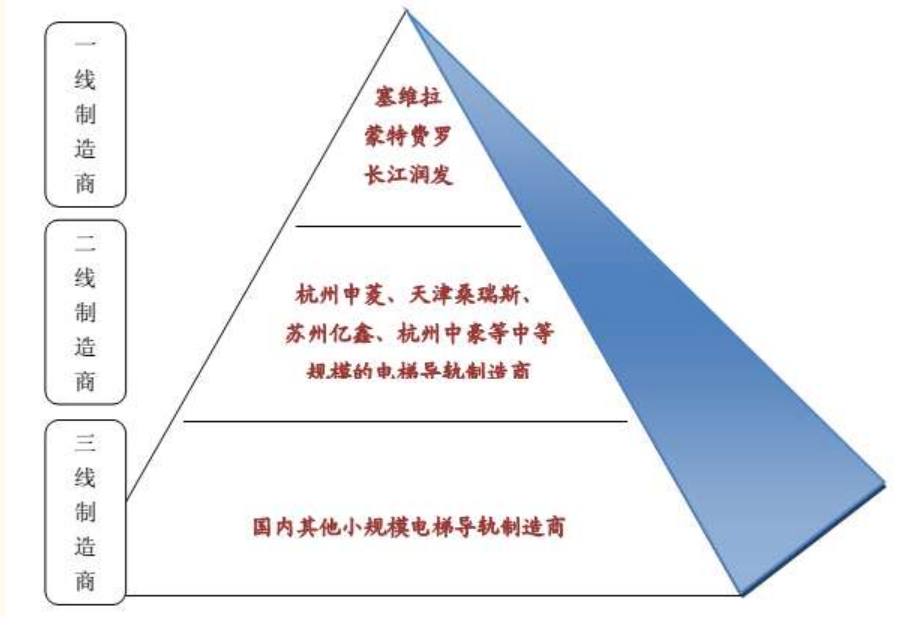 一线制造商
塞维拉
蒙特费罗
长江润发
二线制造商
杭州申菱、天津桑瑞斯、
苏州亿鑫、杭州中豪等中等
规模的电梯导轨制造商
三线制造商
国内其他小规模电梯导轨制造商